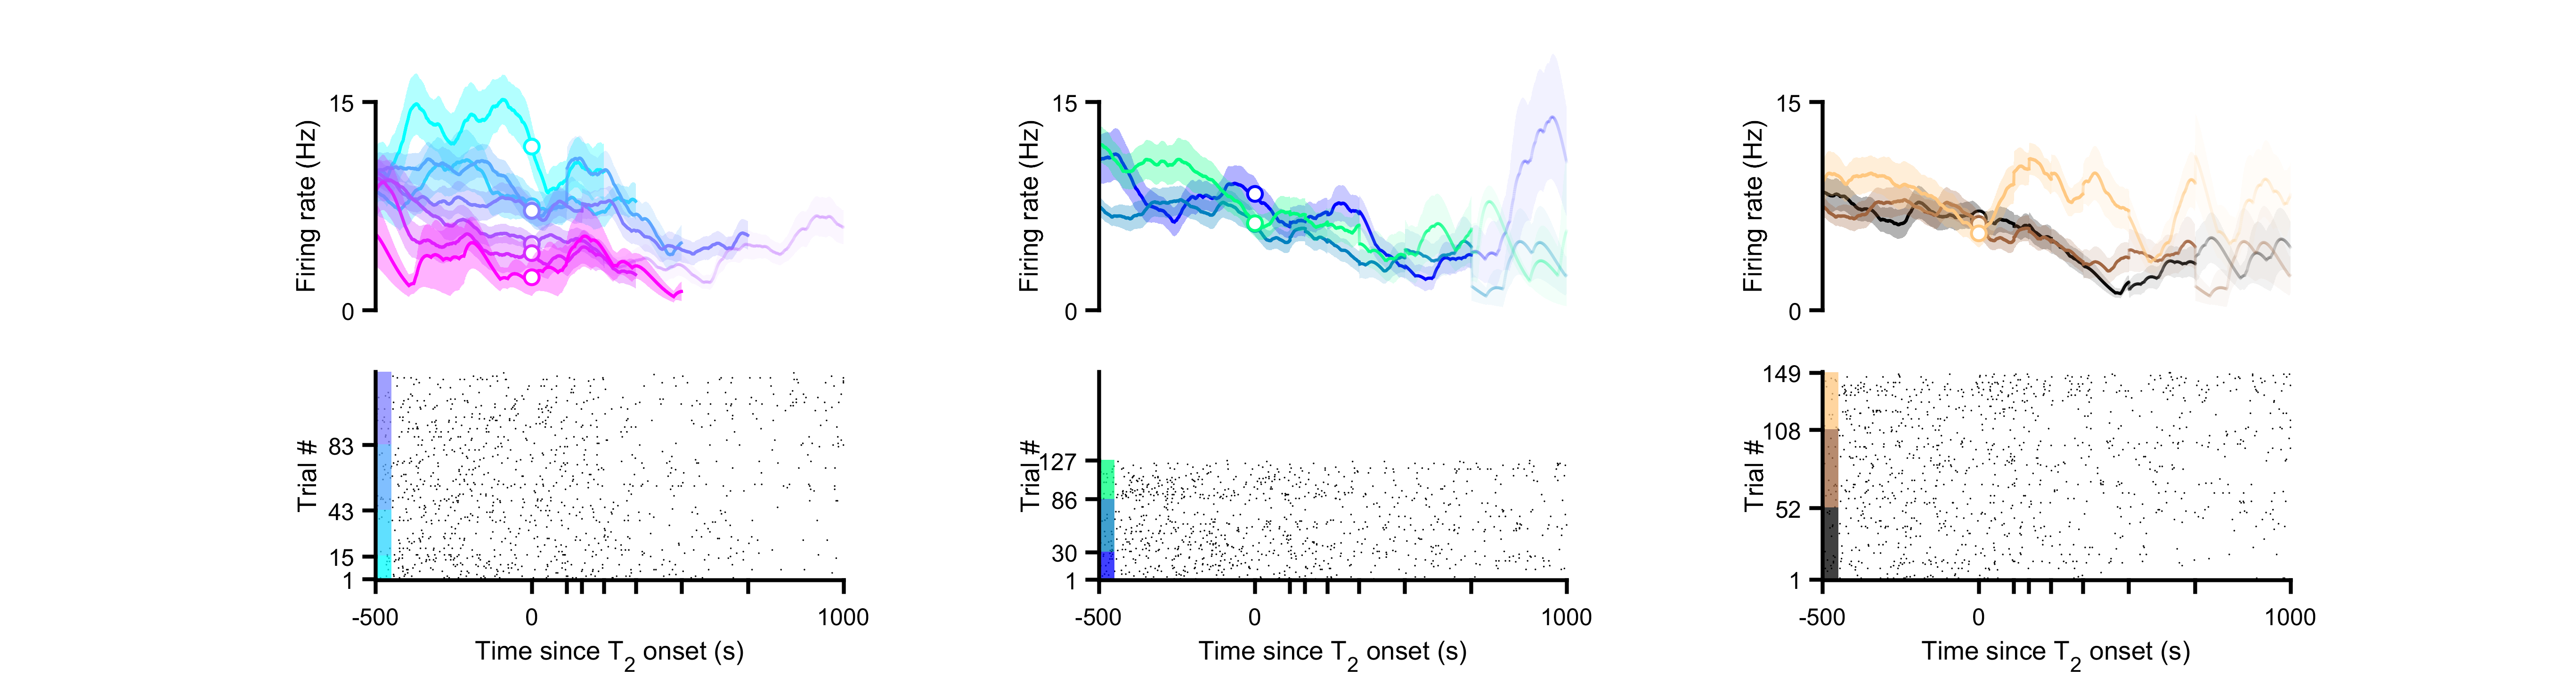 15
Firing rate (Hz)
0
15
Firing rate (Hz)
0
15
Firing rate (Hz)
0
83
43
15
1
Trial #
-500 0 1000
Time since T2 onset (s)
127
86
30
1
Trial #
-500 0 1000
Time since T2 onset (s)
149
108
52
1
Trial #
-500 0 1000
Time since T2 onset (s)